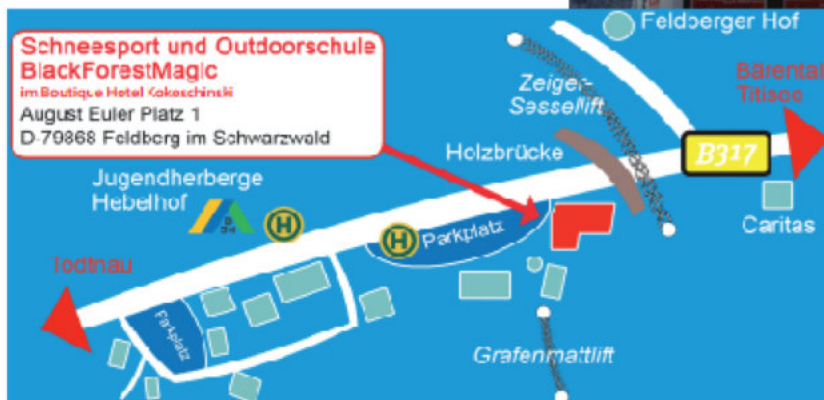 Schneesport und Outdoorschule
BlackForestMagic
im Boutique Hotel Kokoschinski
August Euler Platz 1
D-79868 Feldberg im Schwarzwald
Feldberger Hof
Zeiger-
Sessellift
Bärental
Titisee
Holzbrücke
B317
Jugendherberge
Hebelhof
H
H
Parkplatz
Caritas
Todtnau
Parkplatz
Grafenmattlift